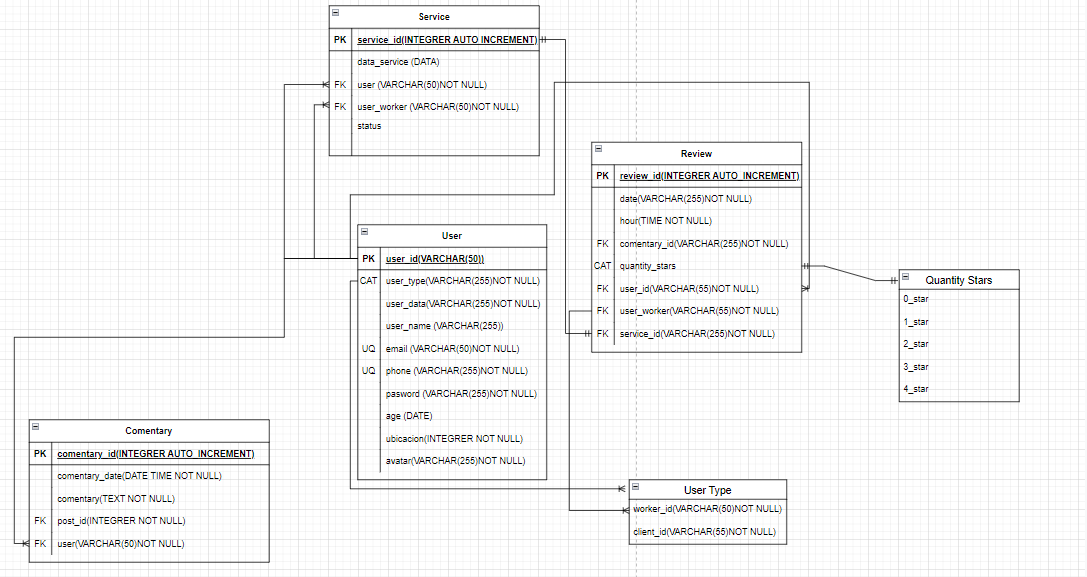 Service
PK service_id(INTEGRER AUTO INCREMENT)
data_service (DATA)
FK user (VARCHAR(50)NOT NULL)
FK user_worker (VARCHAR(50)NOT NULL)
status
Review
PK review_id(INTEGRER AUTO_INCREMENT)
date(VARCHAR(255)NOT NULL)
hour(TIME NOT NULL)
FK comentary_id(VARCHAR(255)NOT NULL)
CAT quantity_stars
FK user_id(VARCHAR(55)NOT NULL)
FK user_worker(VARCHAR(55)NOT NULL)
FK service_id(VARCHAR(255)NOT NULL)
User
PK user_id(VARCHAR(50))
CAT user_type(VARCHAR(255)NOT NULL)
user_data(VARCHAR(255)NOT NULL)
user_name (VARCHAR(255))
UQ email (VARCHAR(50)NOT NULL)
UQ phone (VARCHAR(255)NOT NULL)
pasword (VARCHAR(255)NOT NULL)
age (DATE)
ubicacion(INTEGRER NOT NULL)
avatar(VARCHAR(255)NOT NULL)
Quantity Stars
0_star
1_star
2_star
3_star
4_star
Comentary
PK comentary_id(INTEGRER AUTO_INCREMENT)
comentary_date(DATE TIME NOT NULL)
comentary(TEXT NOT NULL)
FK post_id(INTEGRER NOT NULL)
FK user(VARCHAR(50)NOT NULL)
User Type
worker_id(VARCHAR(50)NOT NULL)
client_id(VARCHAR(55)NOT NULL)